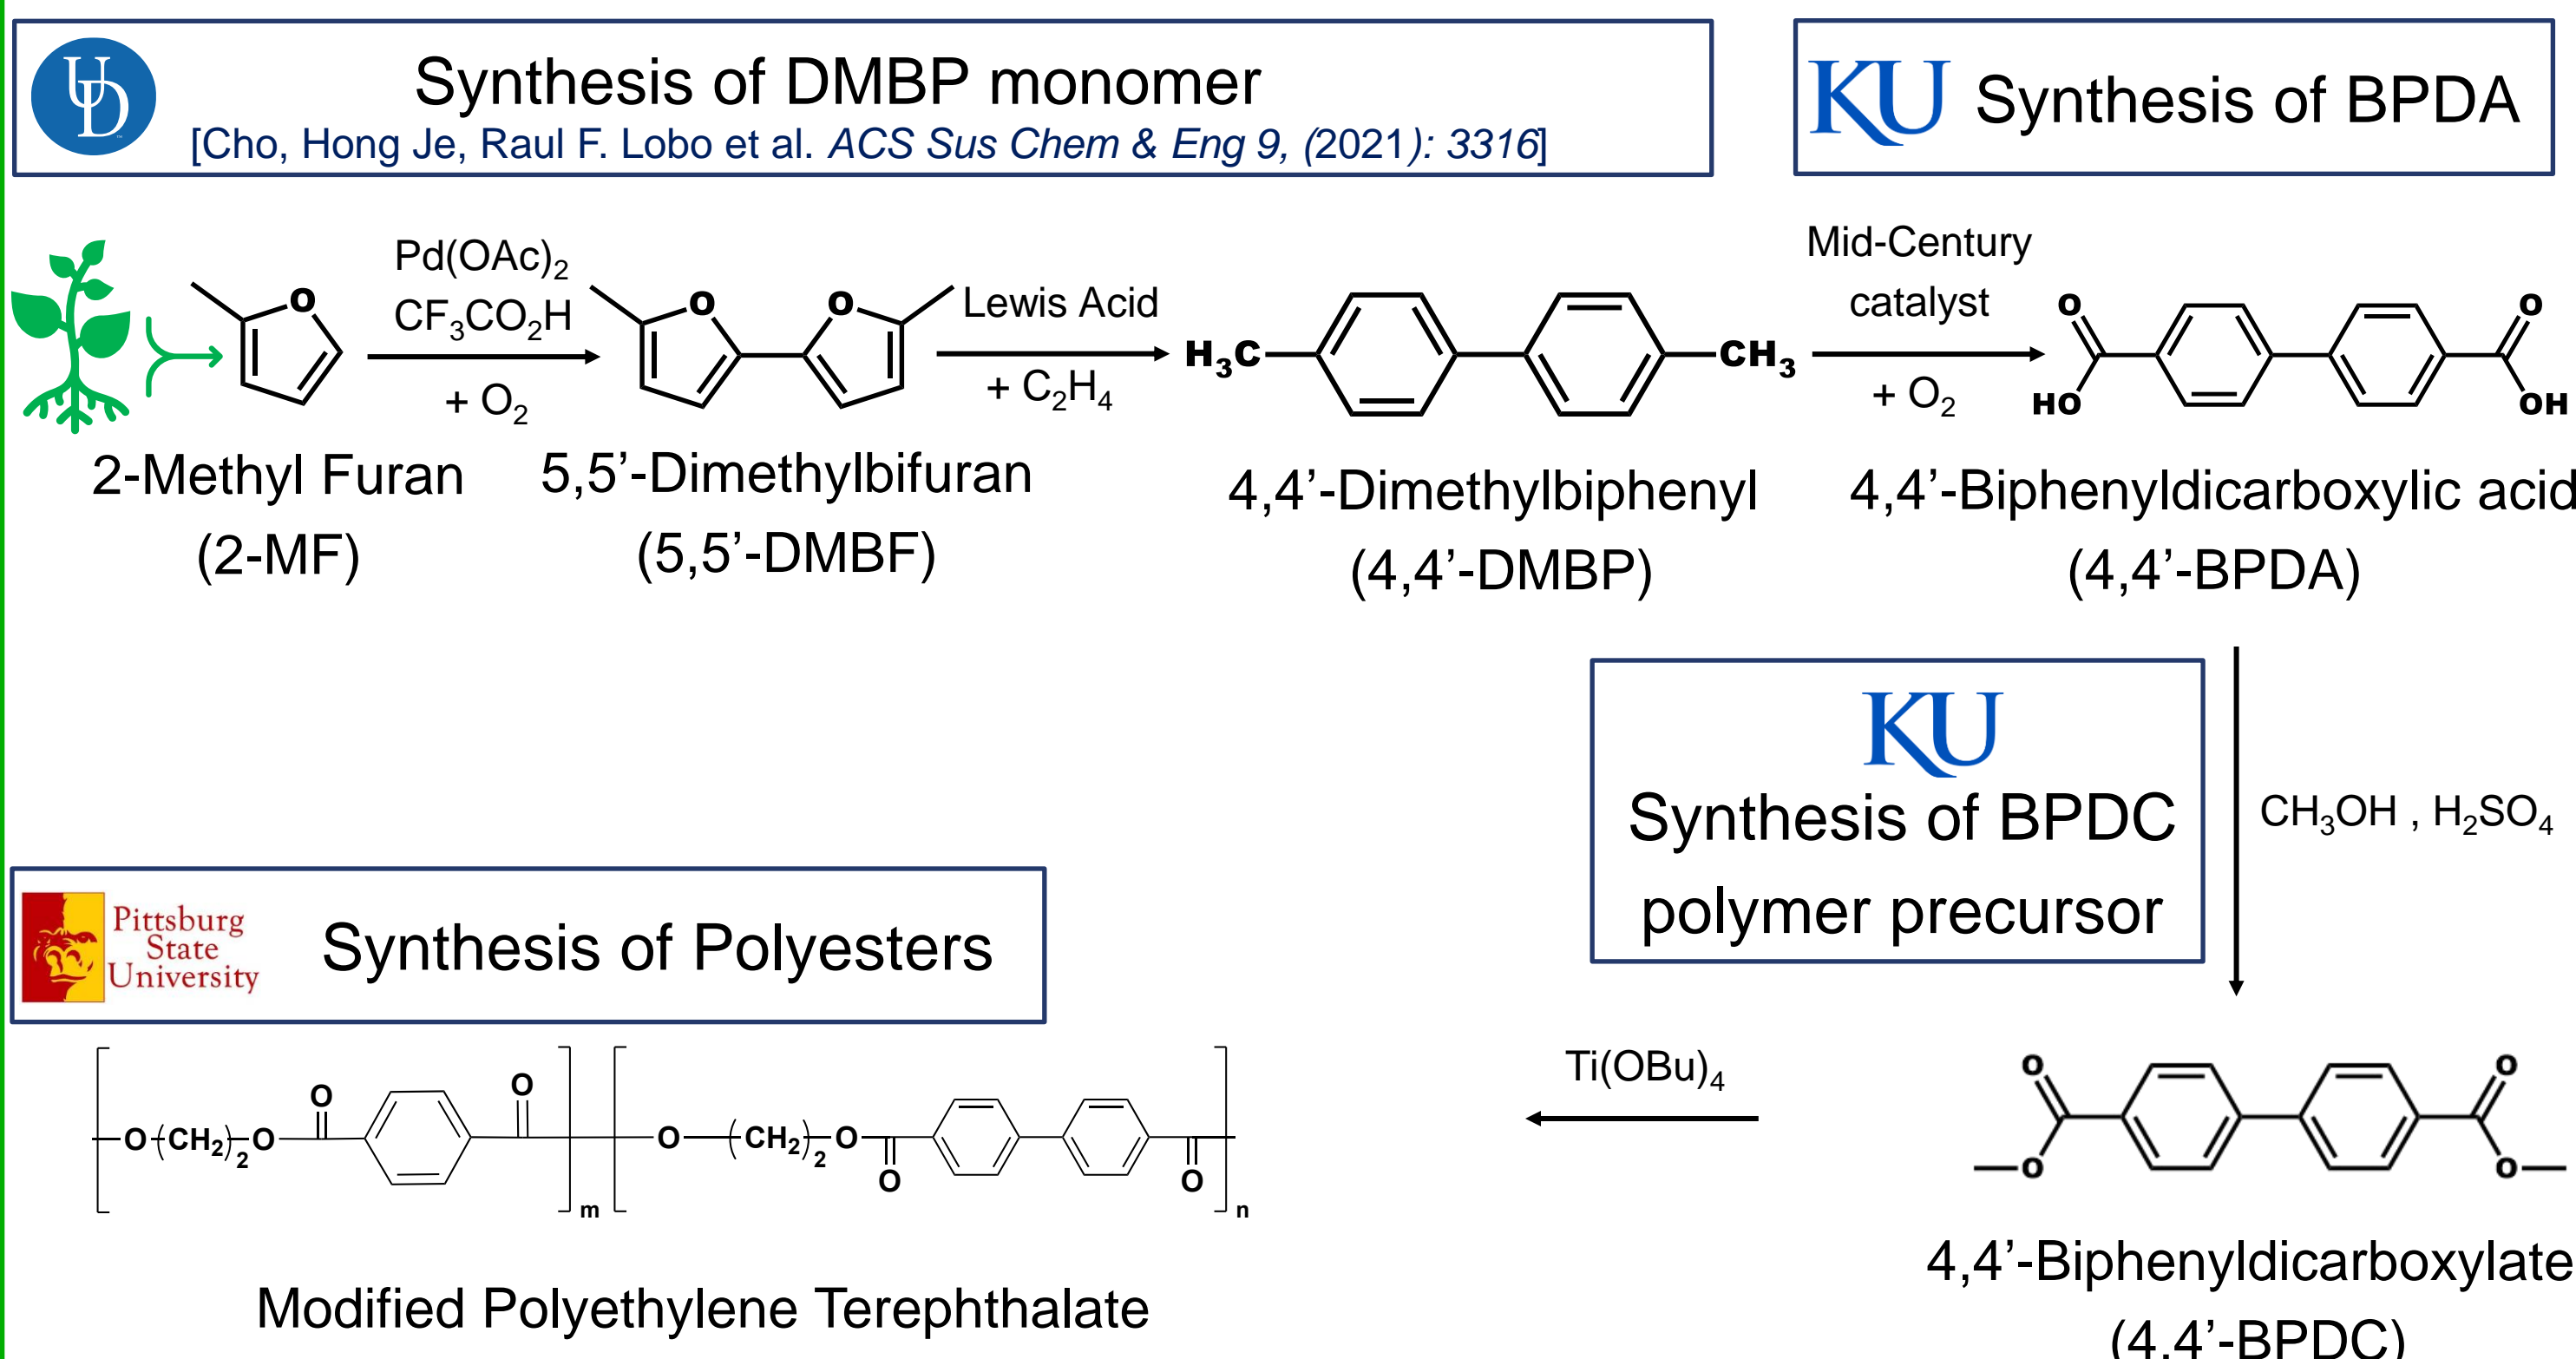 UD
Synthesis of DMBP monomer
[Cho, Hong Je, Raul F. Lobo et al. ACS Sus Chem & Eng 9, (2021): 3316]
KU Synthesis of BPDA
O
Pd(OAc)2
CF3CO2H
+ O2
O O
Lewis Acid
+ C2H4
H3C CH3
Mid-Century
catalyst
+ O2
O O
HO OH
2-Methyl Furan
(2-MF)
5,5’-Dimethylbifuran
(5,5’-DMBF)
4,4’-Dimethylbiphenyl
(4,4’-DMBP)
4,4’-Biphenyldicarboxylic acid
(4,4’-BPDA)
KU
Synthesis of BPDC
polymer precursor
CH3OH , H2SO4
Pittsburg
State
University
Synthesis of Polyesters
O O
O (CH2)2 O
m
O (CH2)2 O
O O
n
Ti(OBu)4
O O
O O
Modified Polyethylene Terephthalate
4,4’-Biphenyldicarboxylate
(4,4’-BPDC)